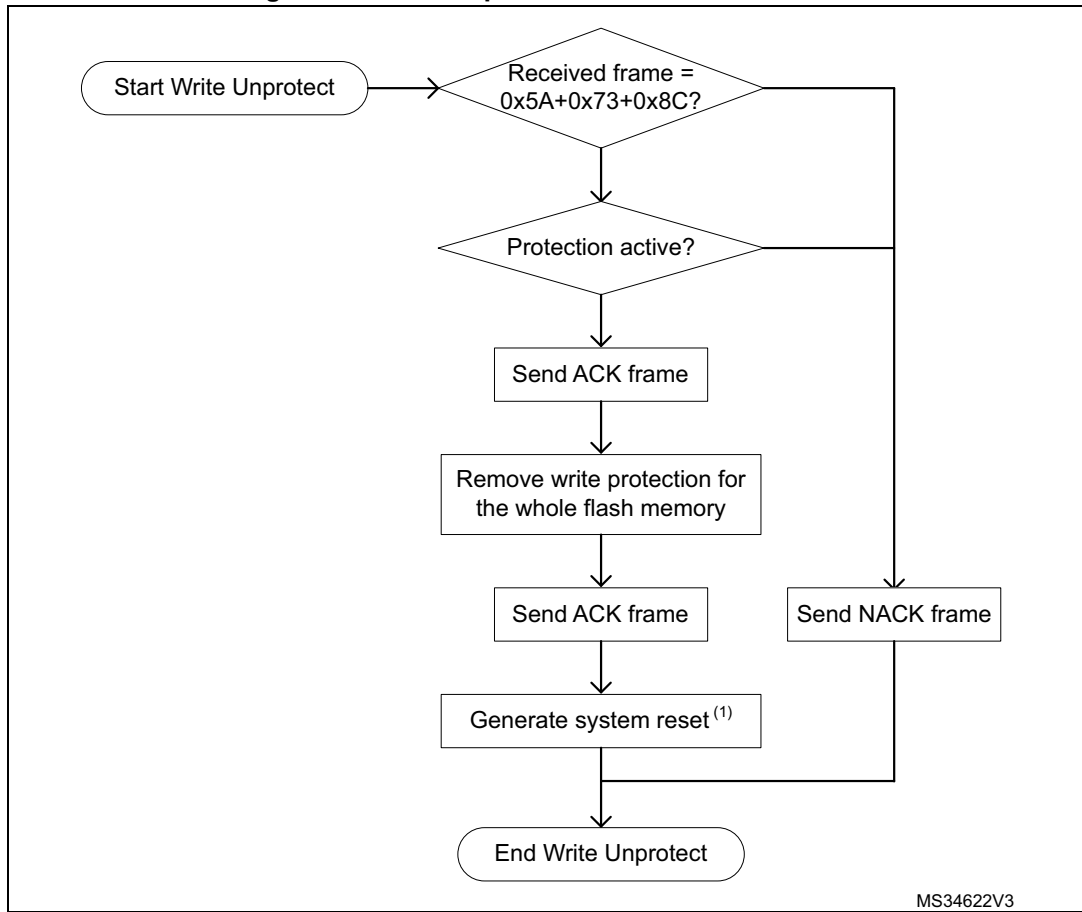 Start Write Unprotect
Received frame =
0x5A+0x73+0x8C?
Protection active?
Send ACK frame
Remove write protection for
the whole flash memory
Send ACK frame
Send NACK frame
Generate system reset (1)
End Write Unprotect
MS34622V3